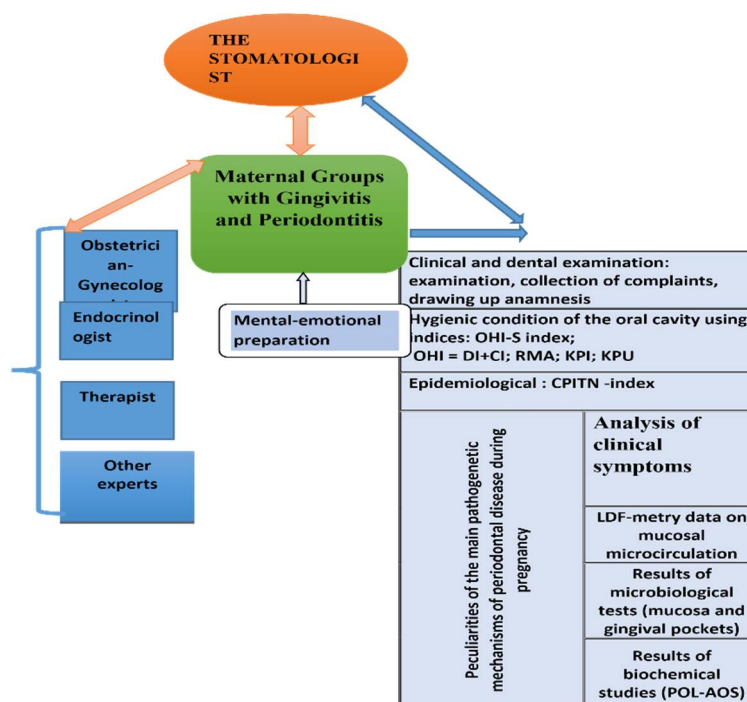 THE
STOMATOLOGI
ST
Maternal Groups
with Gingivitis
and Periodontitis
Obstetrici
an-
Gynecolog
Endocrinol
ogist
Therapist
Other
experts
Mental-emotional
preparation
Clinical and dental examination:
examination, collection of complaints,
drawing up anamnesis
Hygienic condition of the oral cavity using
indices: OHI-S index;
OHI = DI+CI; RMA; KPI; KPU
Epidemiological : CPITN -index
Peculiarities of the main pathogenetic
mechanisms of periodontal disease during
pregnancy
Analysis of
clinical
symptoms
LDF-metry data on
mucosal
microcirculation
Results of
microbiological
tests (mucosa and
gingival pockets)
Results of
biochemical
studies (POL-AOS)